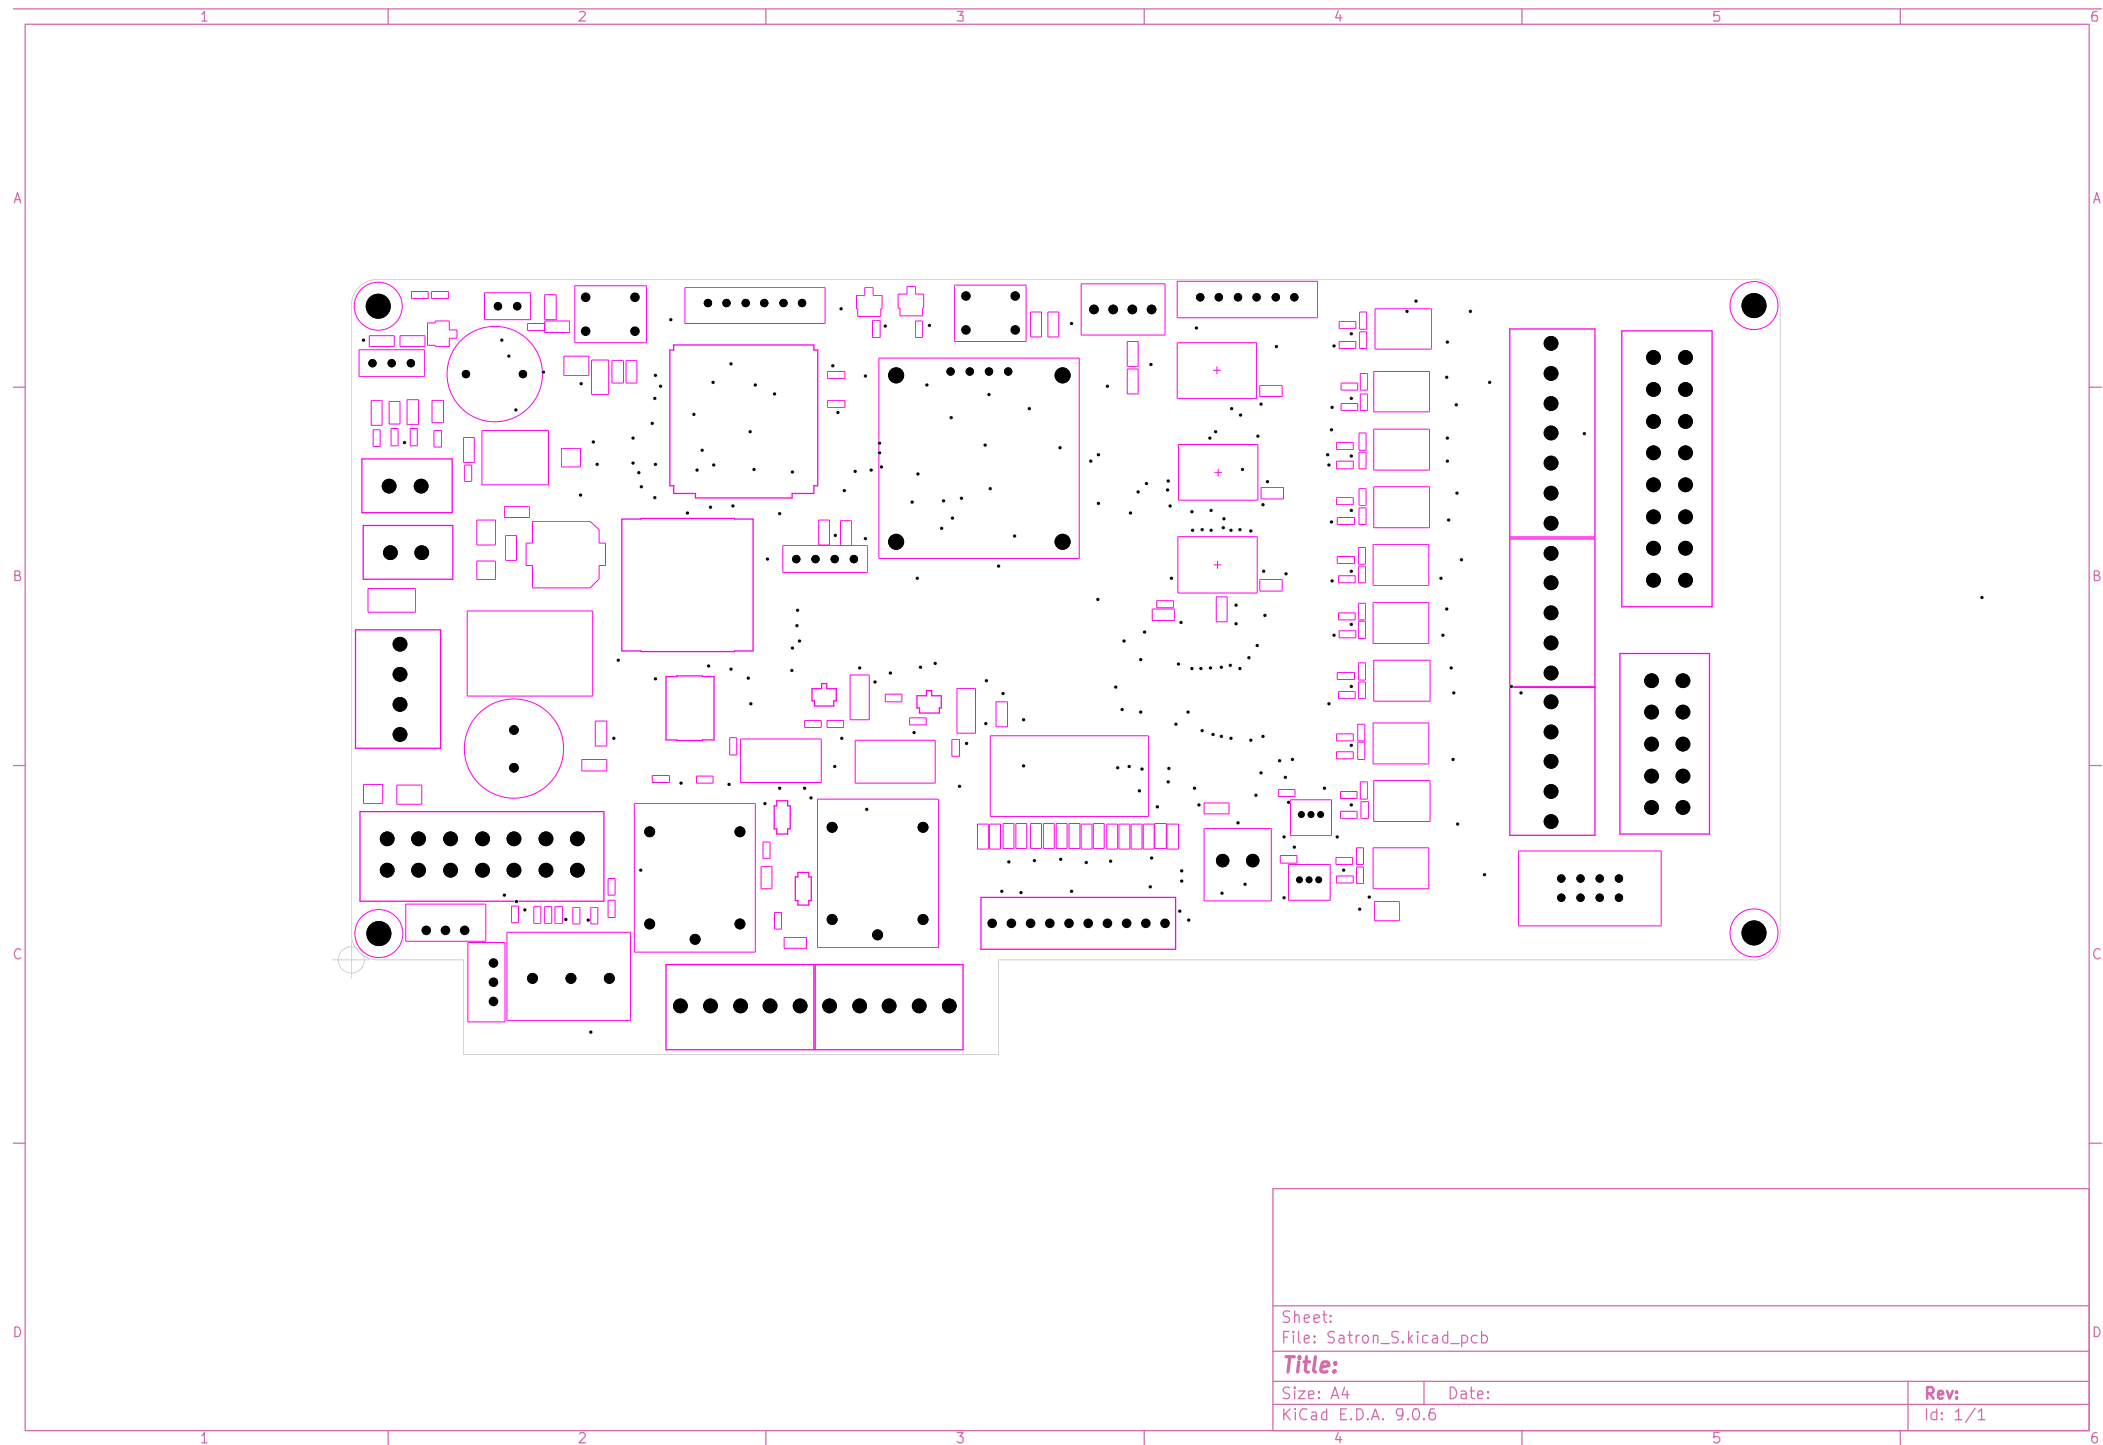 1 2 3 4 5 6
A A
B B
C C
Sheet:
File: Satron_S.kicad_pcb
D D
Title:
Size: A4 Date: Rev:
KiCad E.D.A. 9.0.6 Id: 1/1
1 2 3 4 5 6